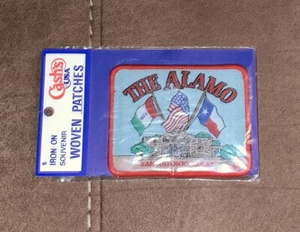 Cash's
USA
$
IRON ON
SOUVENIR
WOVEN PATCHES
THE ALAMO
SAN ANTONIO, TEXAS